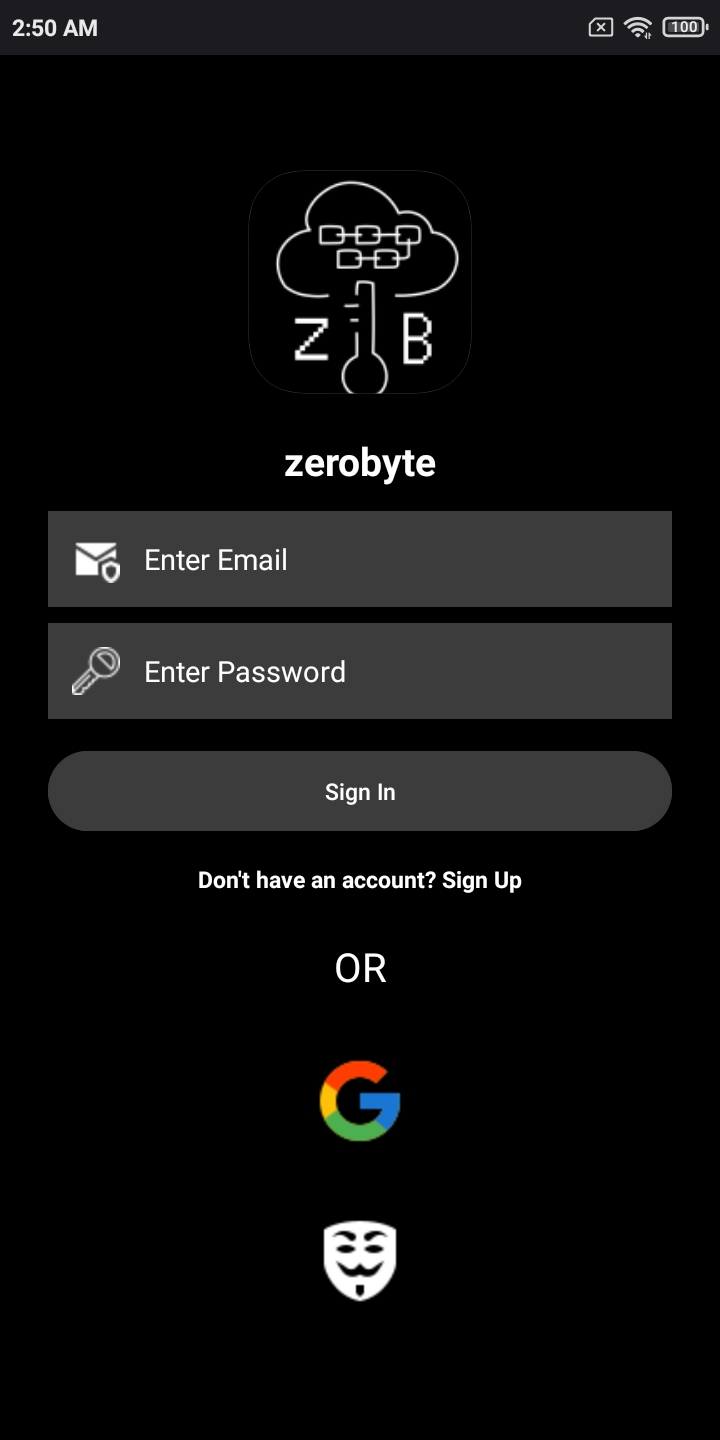 2:50 AM
100
Z B
zerobyte
Enter Email
Enter Password
Sign In
Don't have an account? Sign Up
OR